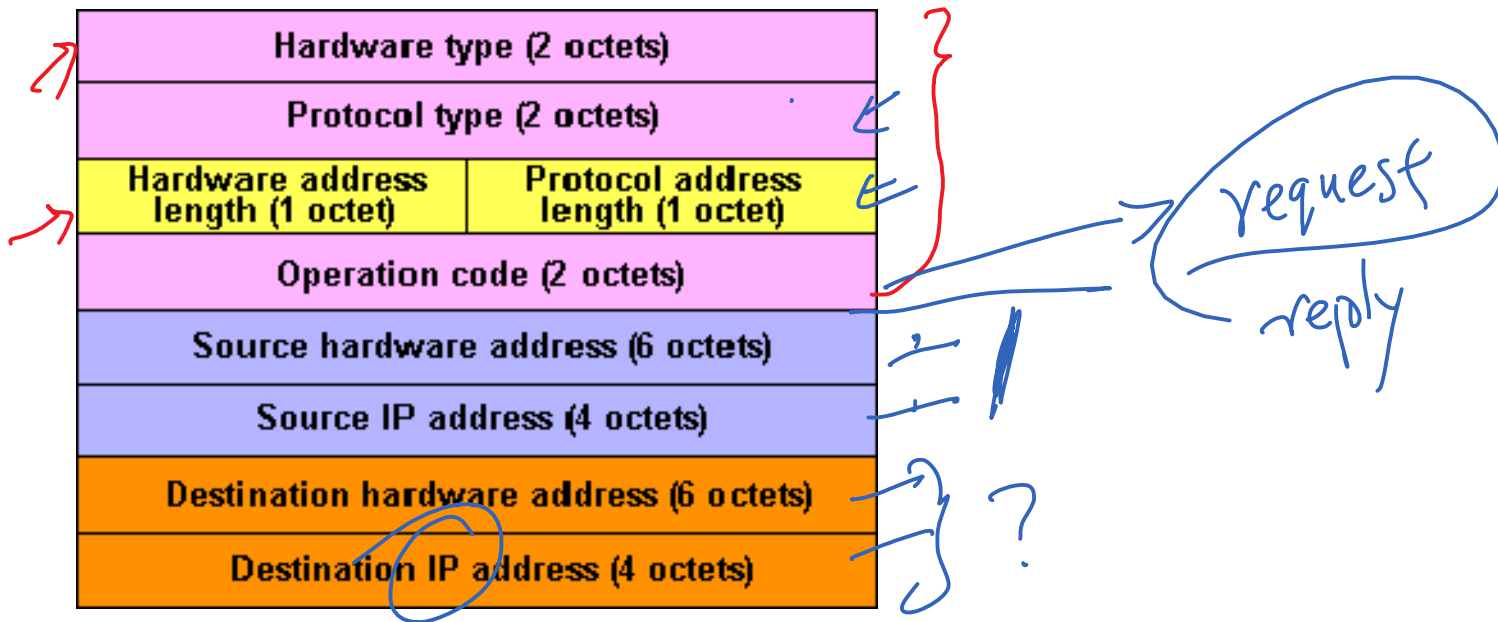 Hardware type (2 octets)
Protocol type (2 octets)
Hardware address
length (1 octet)
Protocol address
length (1 octet)
Operation code (2 octets)
Source hardware address (6 octets)
Source IP address (4 octets)
Destination hardware address (6 octets)
Destination IP address (4 octets)
request
reply
?